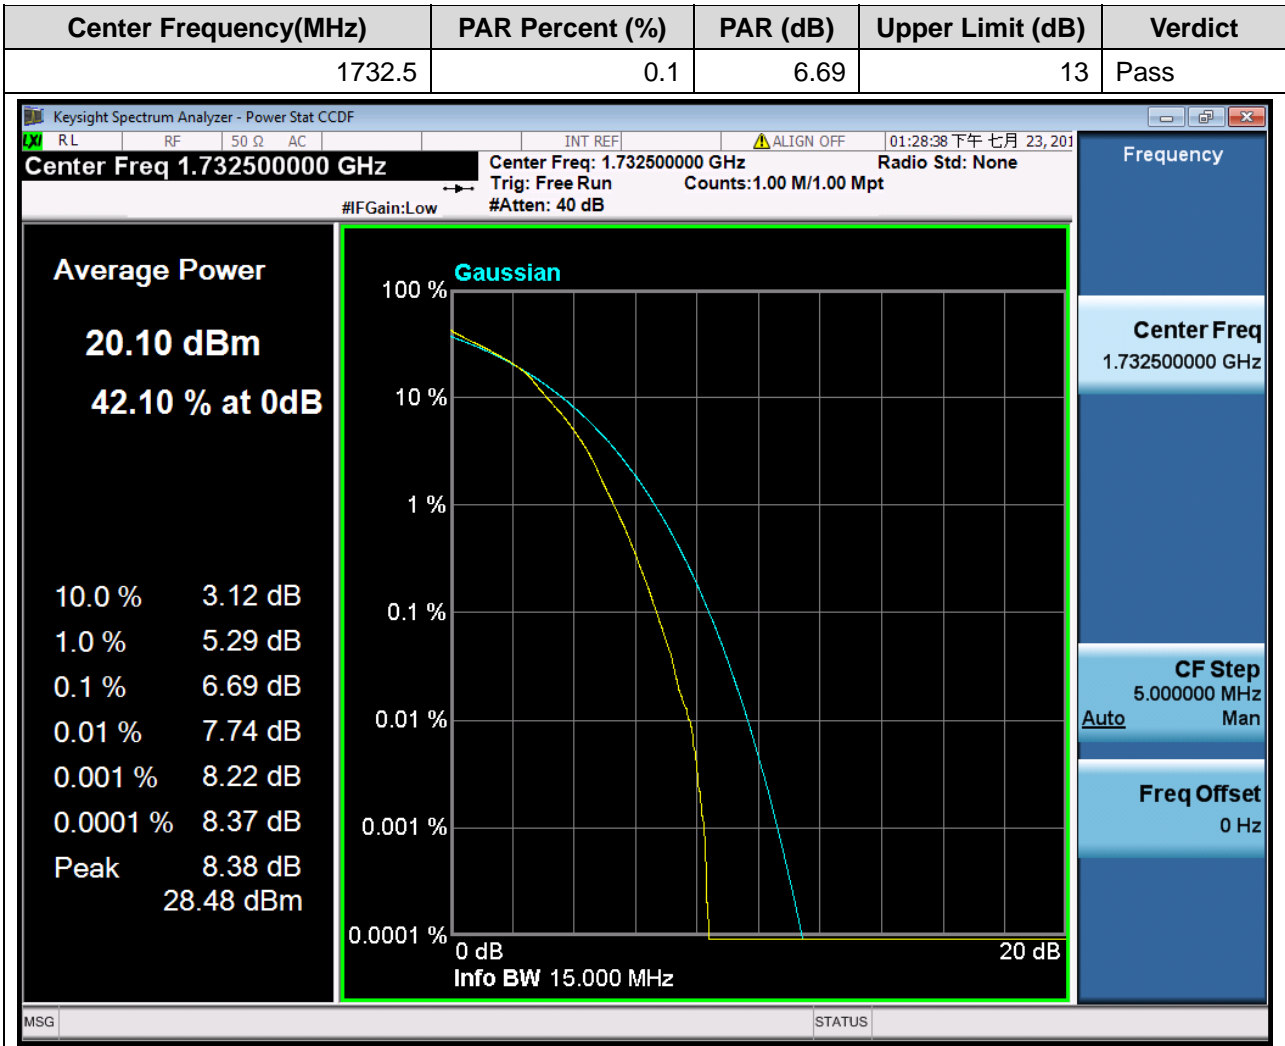 Center Frequency(MHz) PAR Percent (%) PAR (dB) Upper Limit (dB) Verdict
1732.5 0.1 6.69 13 Pass
Keysight Spectrum Analyzer - Power Stat CCDF
LXI RL RF 50 Ω AC INT REF ALIGN OFF 01:28:38 下午 七月 23, 201
Center Freq 1.732500000 GHz
Center Freq: 1.732500000 GHz Radio Std: None
Trig: Free Run Counts:1.00 M/1.00 Mpt
#IFGain:Low #Atten: 40 dB
Frequency
Average Power
20.10 dBm
42.10 % at 0dB
10.0 % 3.12 dB
1.0 % 5.29 dB
0.1 % 6.69 dB
0.01 % 7.74 dB
0.001 % 8.22 dB
0.0001 % 8.37 dB
Peak 8.38 dB
28.48 dBm
Gaussian
100 %
10 %
1 %
0.1 %
0.01 %
0.001 %
0.0001 %
0 dB 20 dB
Info BW 15.000 MHz
Center Freq
1.732500000 GHz
CF Step
5.000000 MHz
Auto Man
Freq Offset
0 Hz
MSG STATUS